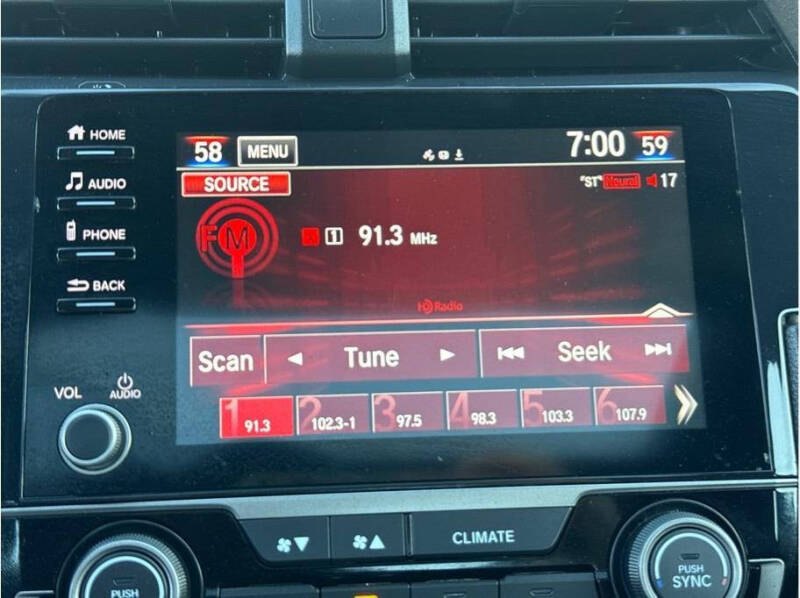 HOME
AUDIO
PHONE
BACK
VOL AUDIO
58 MENU 7:00 59
SOURCE "ST" Neural 17
FM 1 91.3 MHz
HD Radio
Scan Tune Seek
1 91.3 2 102.3-1 3 97.5 4 98.3 5 103.3 6 107.9
CLIMATE
PUSH
PUSH
SYNC